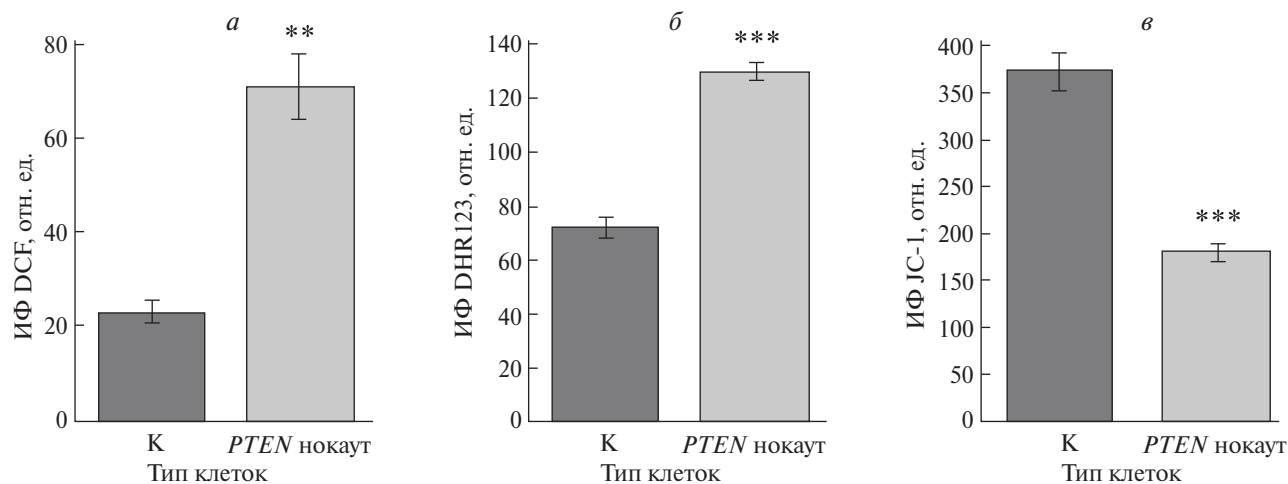 а
**
80
60
40
20
0
ИФ DCF, отн. ед.
К
PTEN нокаут
Тип клеток
б
***
140
120
100
80
60
40
20
0
ИФ DHR123, отн. ед.
К
PTEN нокаут
Тип клеток
в
400
350
300
250
200
150
100
50
0
***
ИФ JC-1, отн. ед.
К
PTEN нокаут
Тип клеток